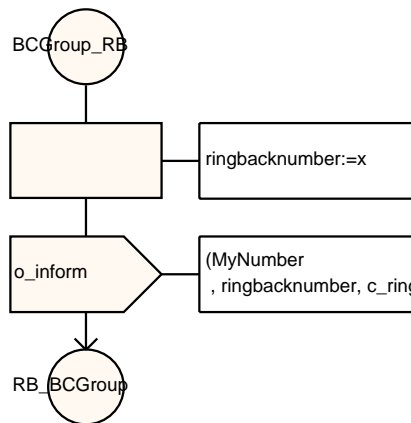 BCGroup_RB
ringbacknumber:=x
o_inform
(MyNumber
, ringbacknumber, c_ring
RB_BCGroup